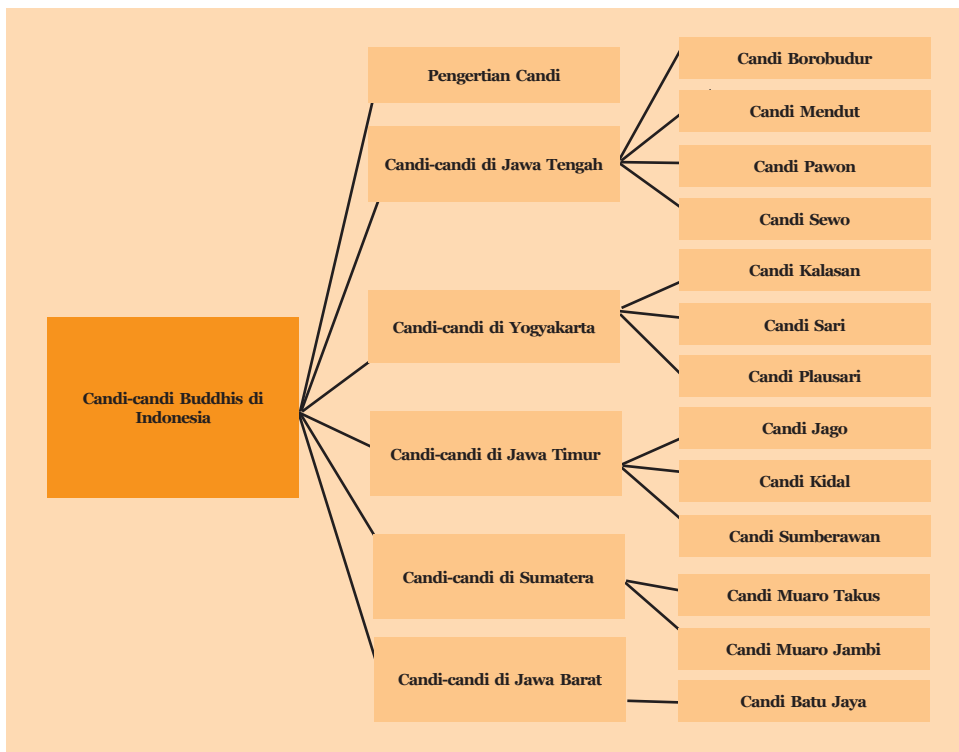 Candi-candi Buddhis di
Indonesia
Pengertian Candi
Candi-candi di Jawa Tengah
Candi Borobudur
Candi Mendut
Candi Pawon
Candi Sewo
Candi-candi di Yogyakarta
Candi Kalasan
Candi Sari
Candi Plausari
Candi-candi di Jawa Timur
Candi Jago
Candi Kidal
Candi Sumberawan
Candi-candi di Sumatera
Candi Muaro Takus
Candi Muaro Jambi
Candi-candi di Jawa Barat
Candi Batu Jaya